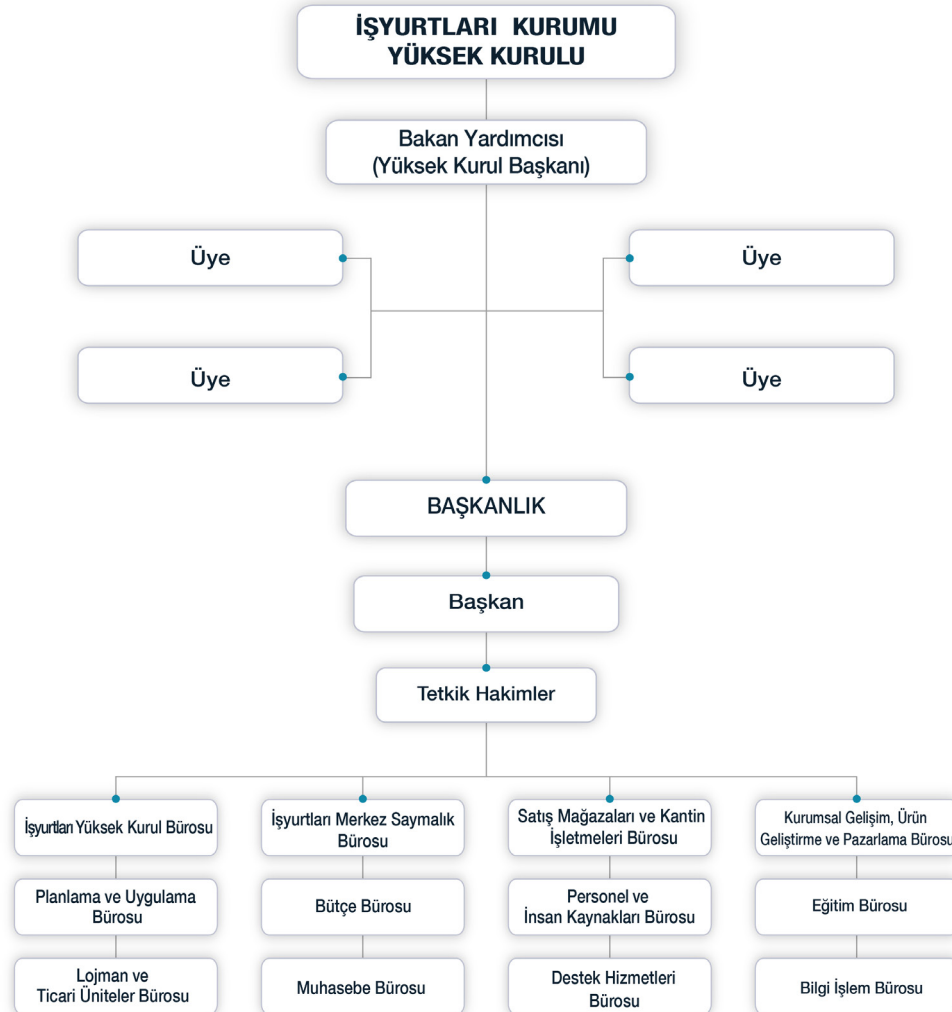 İŞYURTLARI KURUMU
YÜKSEK KURULU
Bakan Yardımcısı
(Yüksek Kurul Başkanı)
Üye
Üye
Üye
Üye
BAŞKANLIK
Başkan
Tetkik Hakimler
İşyurtları Yüksek Kurul Bürosu
İşyurtları Merkez Saymalık
Bürosu
Satış Mağazaları ve Kantin
İşletmeleri Bürosu
Kurumsal Gelişim, Ürün
Geliştirme ve Pazarlama Bürosu
Planlama ve Uygulama
Bürosu
Bütçe Bürosu
Personel ve
İnsan Kaynakları Bürosu
Eğitim Bürosu
Lojman ve
Ticari Üniteler Bürosu
Muhasebe Bürosu
Destek Hizmetleri
Bürosu
Bilgi İşlem Bürosu